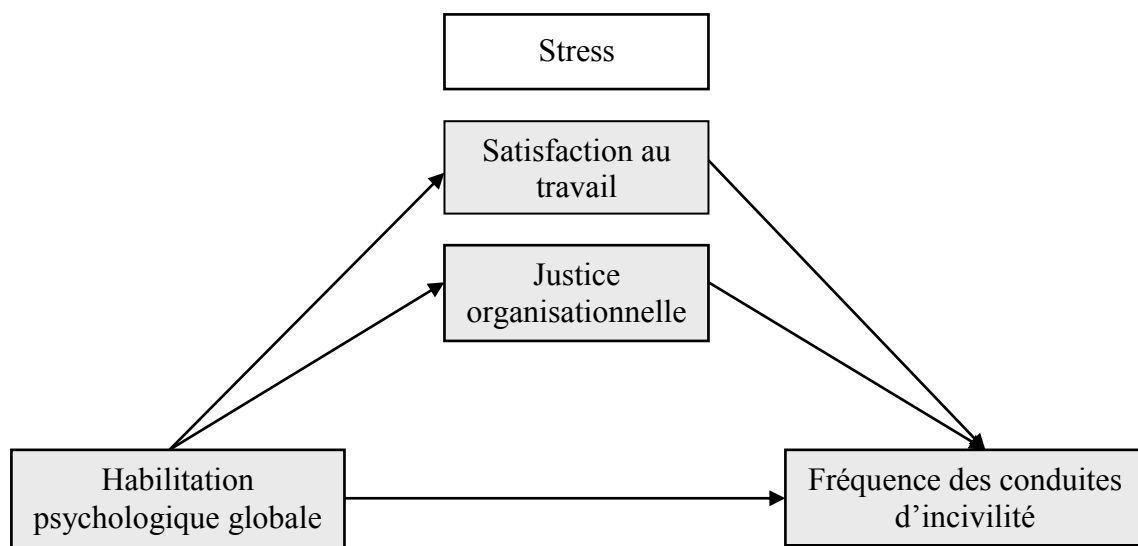 Stress
Satisfaction au
travail
Justice
organisationnelle
Habilitation
psychologique globale
Fréquence des conduites
d’incivilité